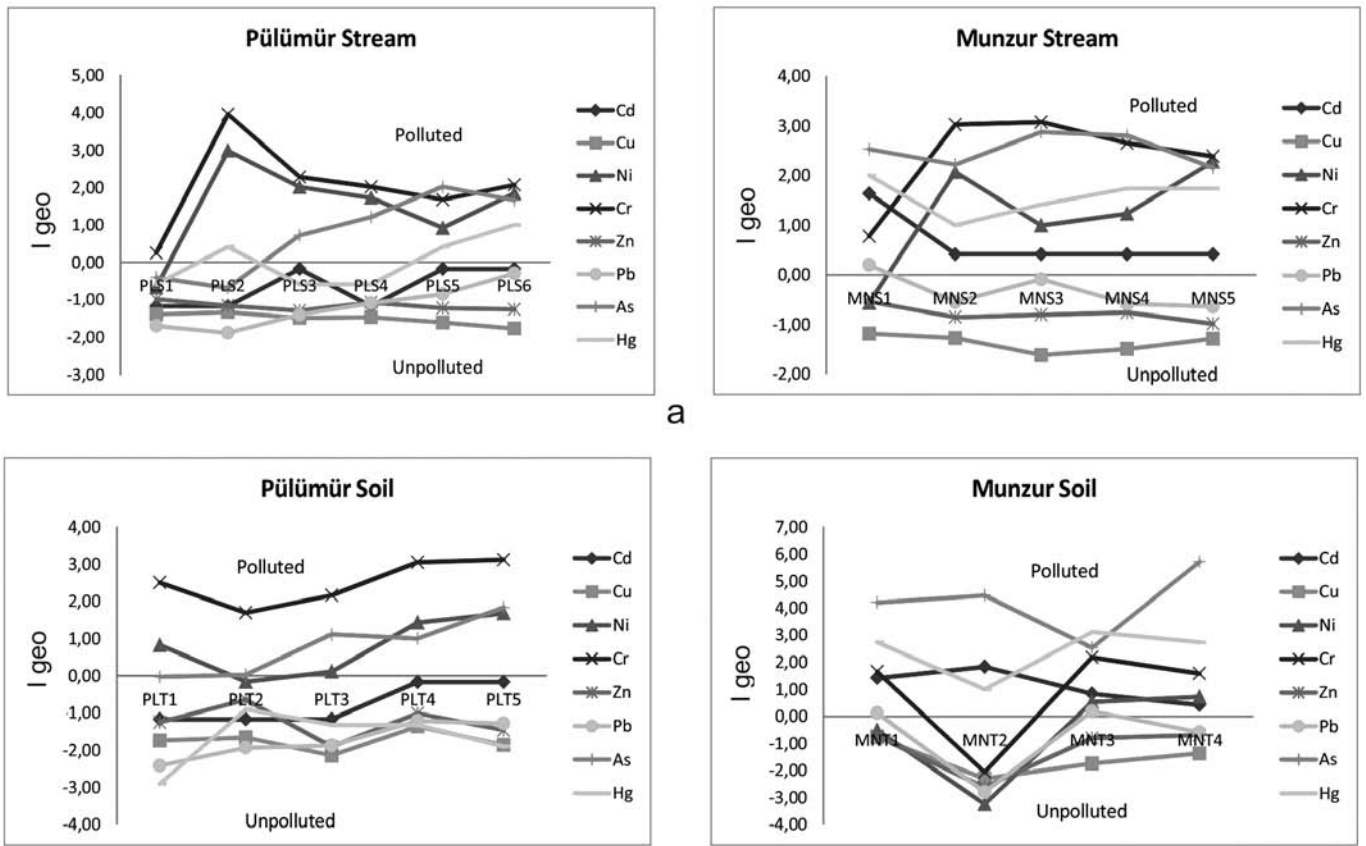 Pülümür Stream
5,00
4,00
3,00
2,00
1,00
0,00
-1,00
-2,00
-3,00
I geo
Polluted
Unpolluted
PLS1 PLS2 PLS3 PLS4 PLS5 PLS6
Cd
Cu
Ni
Cr
Zn
Pb
As
Hg
Munzur Stream
4,00
3,00
2,00
1,00
0,00
-1,00
-2,00
I geo
Polluted
Unpolluted
MNS1 MNS2 MNS3 MNS4 MNS5
Cd
Cu
Ni
Cr
Zn
Pb
As
Hg
a
Pülümür Soil
4,00
3,00
2,00
1,00
0,00
-1,00
-2,00
-3,00
-4,00
I geo
Polluted
Unpolluted
PLT1 PLT2 PLT3 PLT4 PLT5
Cd
Cu
Ni
Cr
Zn
Pb
As
Hg
Munzur Soil
7,00
6,00
5,00
4,00
3,00
2,00
1,00
0,00
-1,00
-2,00
-3,00
-4,00
I geo
Polluted
Unpolluted
MNT1 MNT2 MNT3 MNT4
Cd
Cu
Ni
Cr
Zn
Pb
As
Hg